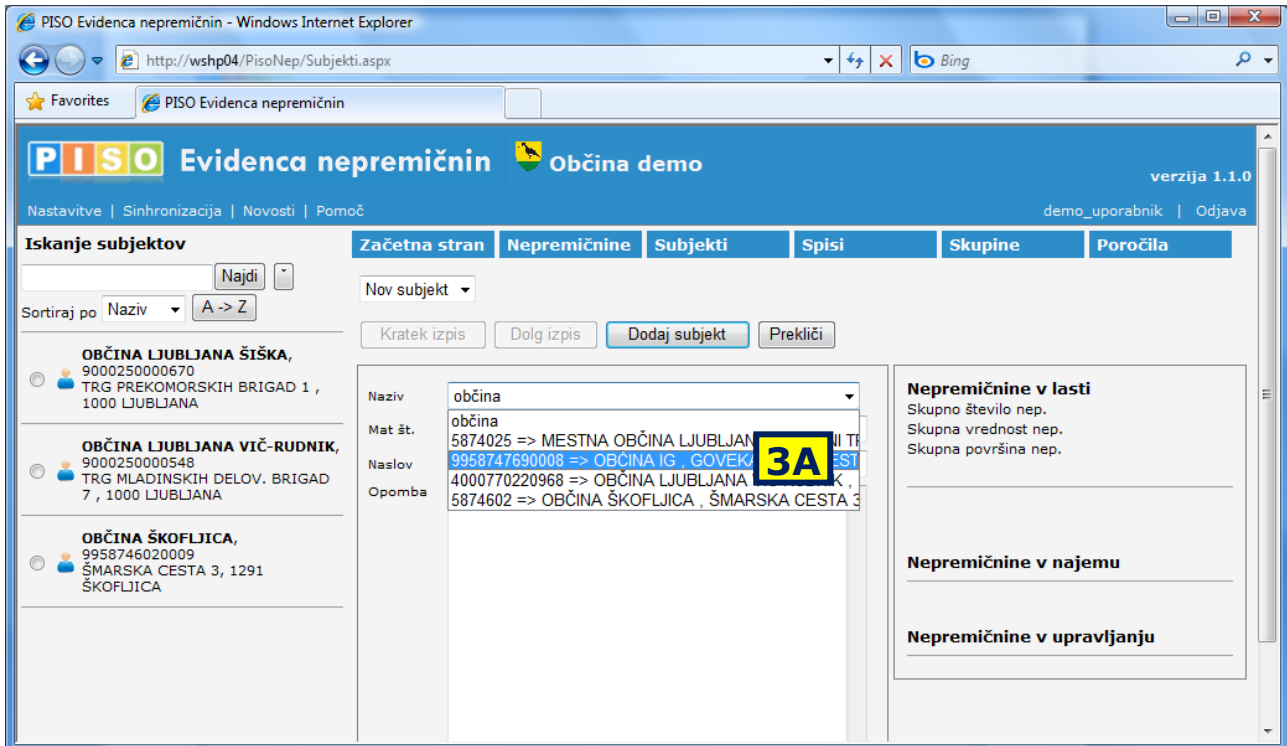 PISO Evidenca nepremičnin - Windows Internet Explorer
http://wshp04/PisoNep/Subjekti.aspx
Bing
Favorites
PISO Evidenca nepremičnin
PISO Evidenca nepremičnin Občina demo
verzija 1.1.0
Nastavitve | Sinhronizacija | Novosti | Pomoč
demo_uporabnik | Odjava
Iskanje subjektov
Najdi
Sortiraj po Naziv A -> Z
OBČINA LJUBLJANA ŠIŠKA,
9000250000670
TRG PREKOMORSKIH BRIGAD 1 ,
1000 LJUBLJANA
OBČINA LJUBLJANA VIČ-RUDNIK,
9000250000548
TRG MLADINSKIH DELOV. BRIGAD
7 , 1000 LJUBLJANA
OBČINA ŠKOFLJICA,
9958746020009
ŠMARSKA CESTA 3, 1291
ŠKOFLJICA
Začetna stran Nepremičnine Subjekti Spisi Skupine Poročila
Nov subjekt
Kratek izpis Dolg izpis Dodaj subjekt Prekliči
Naziv občina
Mat št.
Naslov
Opomba
občina
5874025 => MESTNA OBČINA LJUBLJAN
9958747690008 => OBČINA IG , GOVEKA
4000770220968 => OBČINA LJUBLJANA
5874602 => OBČINA ŠKOFLJICA , ŠMARSKA CESTA 3
3A
Nepremičnine v lasti
Skupno število nep.
Skupna vrednost nep.
Skupna površina nep.
Nepremičnine v najemu
Nepremičnine v upravljanju